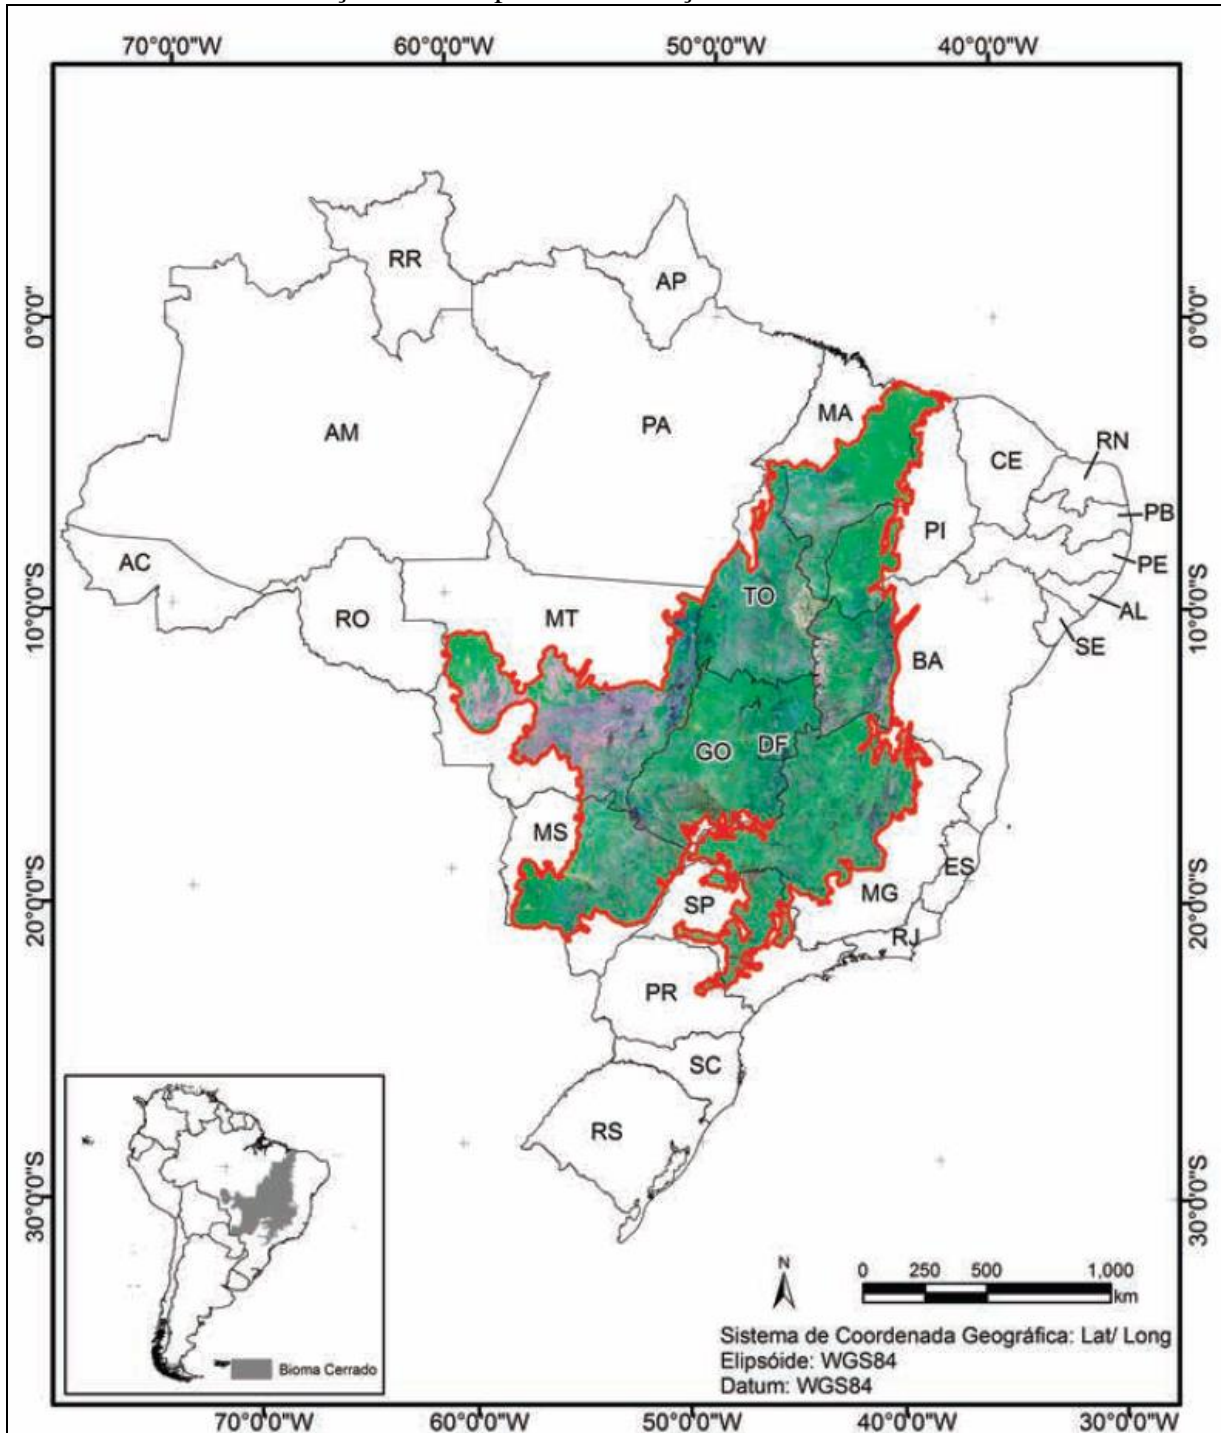 70°0'0"W 60°0'0"W 50°0'0"W 40°0'0"W
0°0'0" 0°0'0"
10°0'0"S 10°0'0"S
20°0'0"S 20°0'0"S
30°0'0"S 30°0'0"S
RR
AP
AM
PA
MA
CE
RN
PB
PI
PE
AC
AL
TO
RO
MT
SE
BA
GO
DF
MS
ES
MG
SP
RJ
PR
SC
RS
Bioma Cerrado
N
0 250 500 1,000
km
Sistema de Coordenada Geográfica: Lat/ Long
Elipsóide: WGS84
Datum: WGS84
70°0'0"W 60°0'0"W 50°0'0"W 40°0'0"W 30°0'0"W